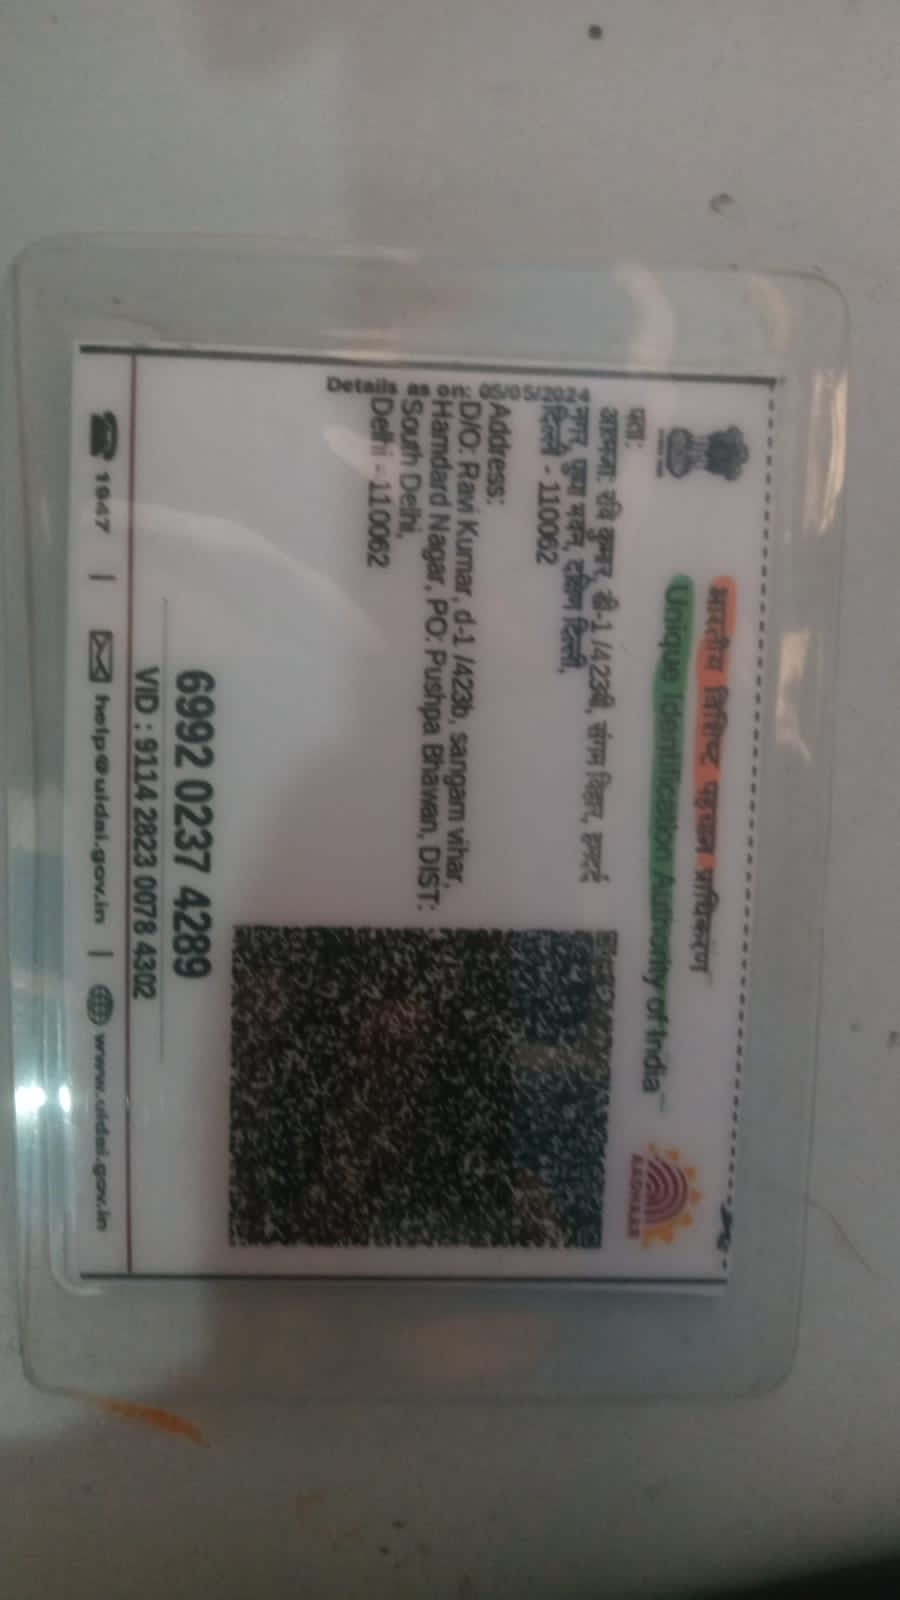 भारतीय विशिष्ट पहचान प्राधिकरण
Unique Identification Authority of India
AADHAAR
Details as on: 05/05/2024
पता:
आत्मजा: रवि कुमार, डी-1 /423बी, संगम विहार, हमदर्द
नगर, पुष्पा भवन, दक्षिण दिल्ली,
दिल्ली - 110062
Address:
D/O: Ravi Kumar, d-1 /423b, sangam vihar,
Hamdard Nagar, PO: Pushpa Bhawan, DIST:
South Delhi,
Delhi - 110062
6992 0237 4289
VID : 9114 2823 0078 4302
1947 | help@uidai.gov.in | www.uidai.gov.in